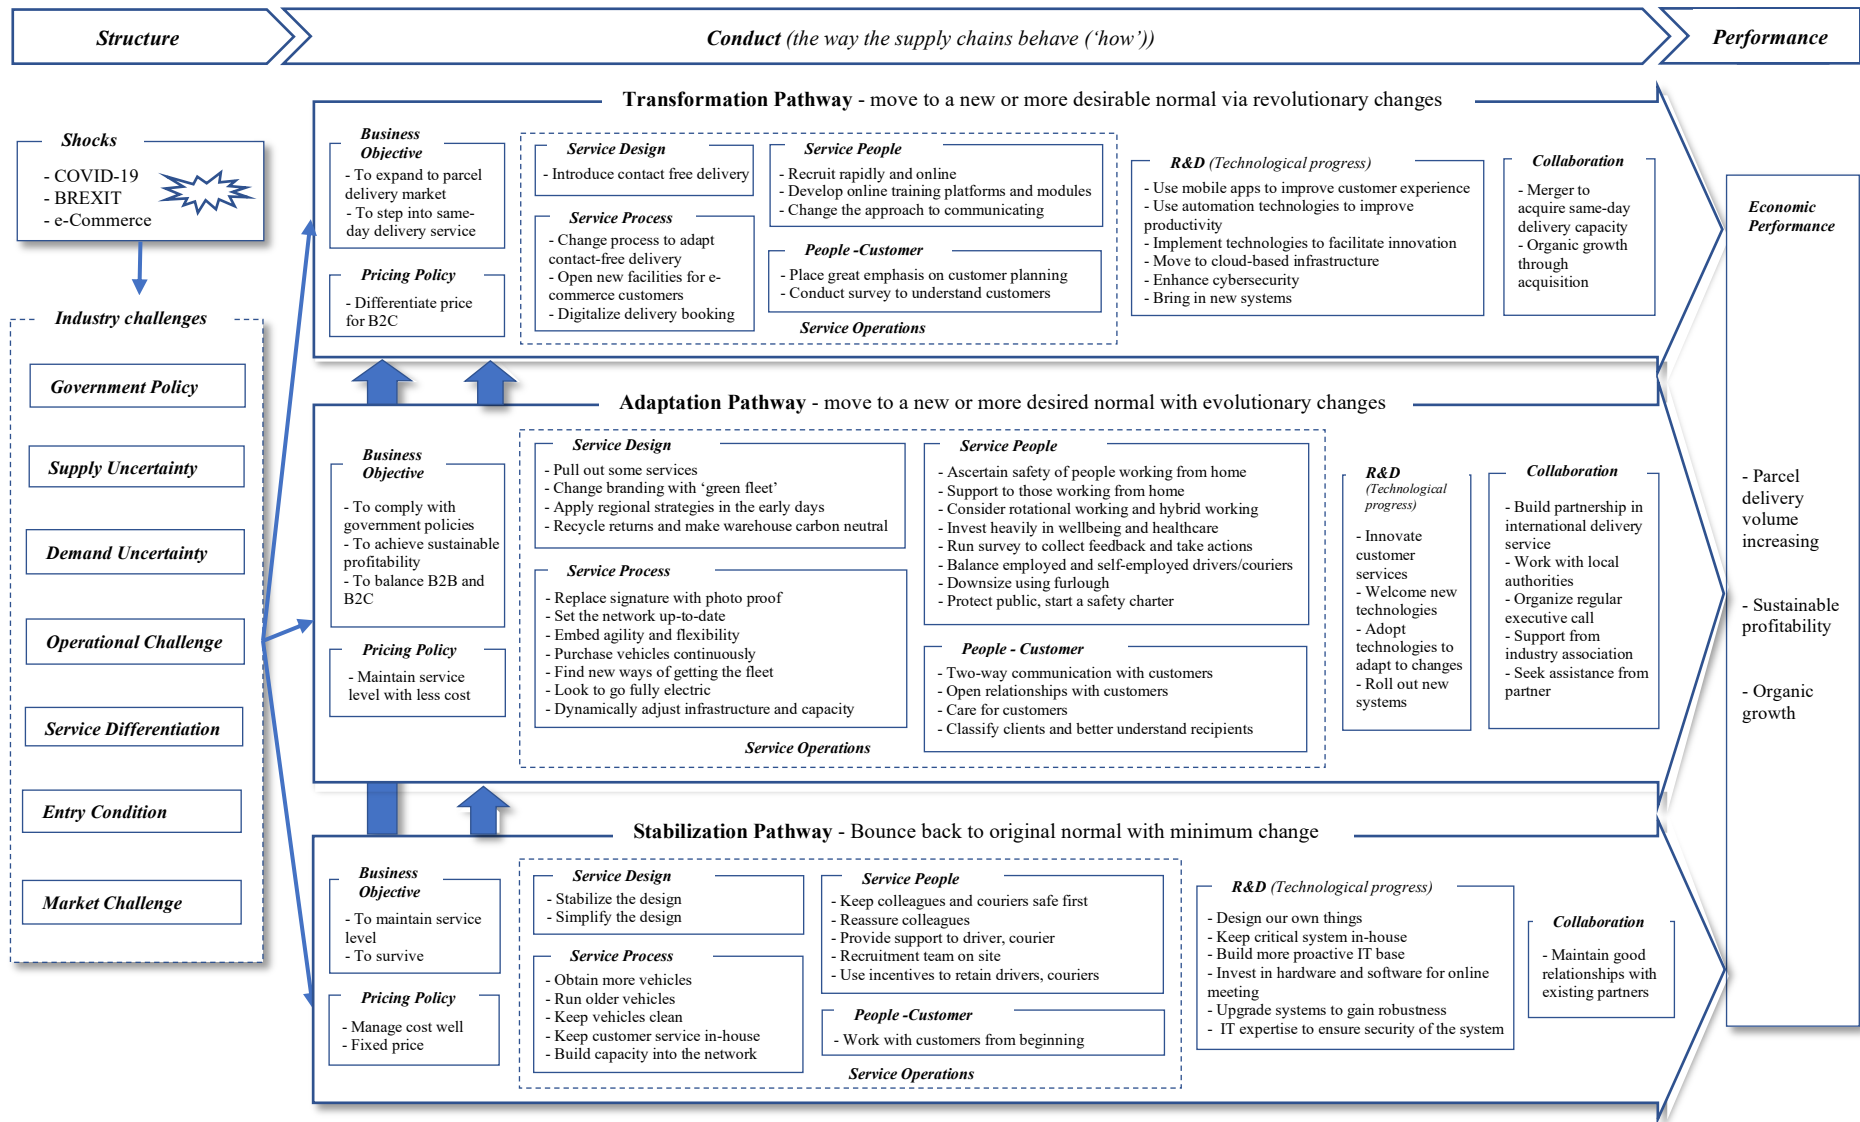 Structure
Conduct (the way the supply chains behave (‘how’))
Performance
Shocks
- COVID-19
- BREXIT
- e-Commerce
Industry challenges
Government Policy
Supply Uncertainty
Demand Uncertainty
Operational Challenge
Service Differentiation
Entry Condition
Market Challenge
Transformation Pathway - move to a new or more desirable normal via revolutionary changes
Business
Objective
- To expand to parcel
delivery market
- To step into same-
day delivery service
Pricing Policy
- Differentiate price
for B2C
Service Design
- Introduce contact free delivery
Service Process
- Change process to adapt
contact-free delivery
- Open new facilities for e-
commerce customers
- Digitalize delivery booking
Service People
- Recruit rapidly and online
- Develop online training platforms and modules
- Change the approach to communicating
People -Customer
- Place great emphasis on customer planning
- Conduct survey to understand customers
Service Operations
R&D (Technological progress)
- Use mobile apps to improve customer experience
- Use automation technologies to improve
productivity
- Implement technologies to facilitate innovation
- Move to cloud-based infrastructure
- Enhance cybersecurity
- Bring in new systems
Collaboration
- Merger to
acquire same-day
delivery capacity
- Organic growth
through
acquisition
Adaptation Pathway - move to a new or more desired normal with evolutionary changes
Business
Objective
- To comply with
government policies
- To achieve sustainable
profitability
- To balance B2B and
B2C
Pricing Policy
- Maintain service
level with less cost
Service Design
- Pull out some services
- Change branding with ‘green fleet’
- Apply regional strategies in the early days
- Recycle returns and make warehouse carbon neutral
Service Process
- Replace signature with photo proof
- Set the network up-to-date
- Embed agility and flexibility
- Purchase vehicles continuously
- Find new ways of getting the fleet
- Look to go fully electric
- Dynamically adjust infrastructure and capacity
Service People
- Ascertain safety of people working from home
- Support to those working from home
- Consider rotational working and hybrid working
- Invest heavily in wellbeing and healthcare
- Run survey to collect feedback and take actions
- Balance employed and self-employed drivers/couriers
- Downsize using furlough
- Protect public, start a safety charter
People - Customer
- Two-way communication with customers
- Open relationships with customers
- Care for customers
- Classify clients and better understand recipients
Service Operations
R&D
(Technological
progress)
- Innovate
customer
services
- Welcome new
technologies
- Adopt
technologies to
adapt to changes
- Roll out new
systems
Collaboration
- Build partnership in
international delivery
service
- Work with local
authorities
- Organize regular
executive call
- Support from
industry association
- Seek assistance from
partner
Stabilization Pathway - Bounce back to original normal with minimum change
Business
Objective
- To maintain service
level
- To survive
Pricing Policy
- Manage cost well
- Fixed price
Service Design
- Stabilize the design
- Simplify the design
Service Process
- Obtain more vehicles
- Run older vehicles
- Keep vehicles clean
- Keep customer service in-house
- Build capacity into the network
Service People
- Keep colleagues and couriers safe first
- Reassure colleagues
- Provide support to driver, courier
- Recruitment team on site
- Use incentives to retain drivers, couriers
People -Customer
- Work with customers from beginning
Service Operations
R&D (Technological progress)
- Design our own things
- Keep critical system in-house
- Build more proactive IT base
- Invest in hardware and software for online
meeting
- Upgrade systems to gain robustness
- IT expertise to ensure security of the system
Collaboration
- Maintain good
relationships with
existing partners
Economic
Performance
- Parcel
delivery
volume
increasing
- Sustainable
profitability
- Organic
growth